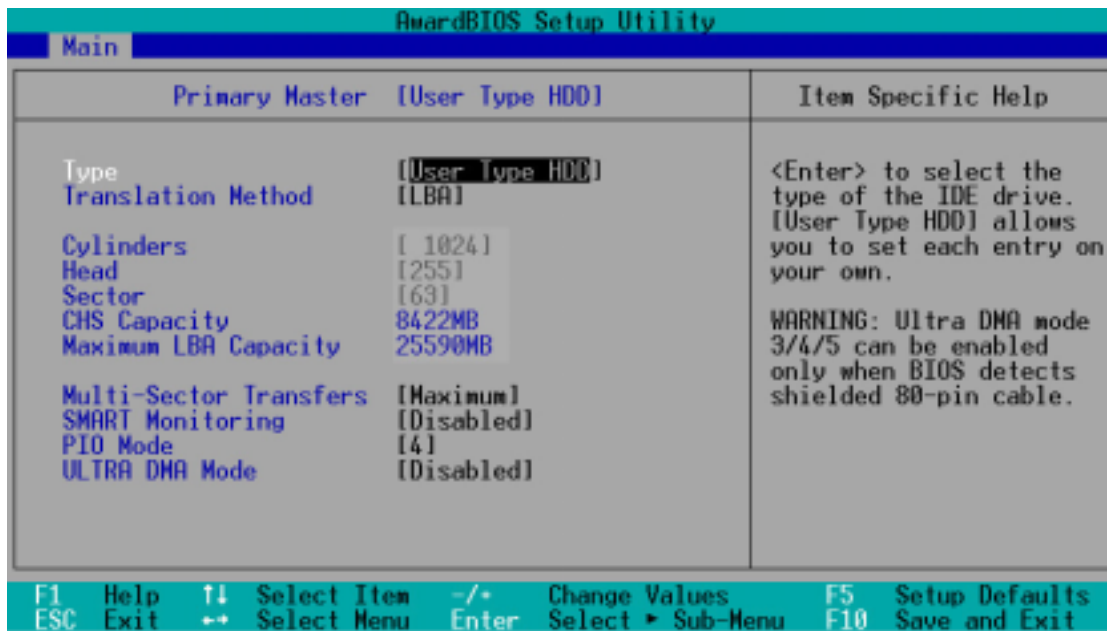 AwardBIOS Setup Utility
Main
Primary Master [User Type HDD]
Item Specific Help
Type [User Type HDD]
Translation Method [LBA]
Cylinders [ 1024]
Head [255]
Sector [63]
CHS Capacity 8422MB
Maximum LBA Capacity 25590MB
Multi-Sector Transfers [Maximum]
SMART Monitoring [Disabled]
PIO Mode [4]
ULTRA DMA Mode [Disabled]
<Enter> to select the
type of the IDE drive.
[User Type HDD] allows
you to set each entry on
your own.
WARNING: Ultra DMA mode
3/4/5 can be enabled
only when BIOS detects
shielded 80-pin cable.
F1 Help ↑↓ Select Item -/+ Change Values F5 Setup Defaults
ESC Exit ←→ Select Menu Enter Select ► Sub-Menu F10 Save and Exit